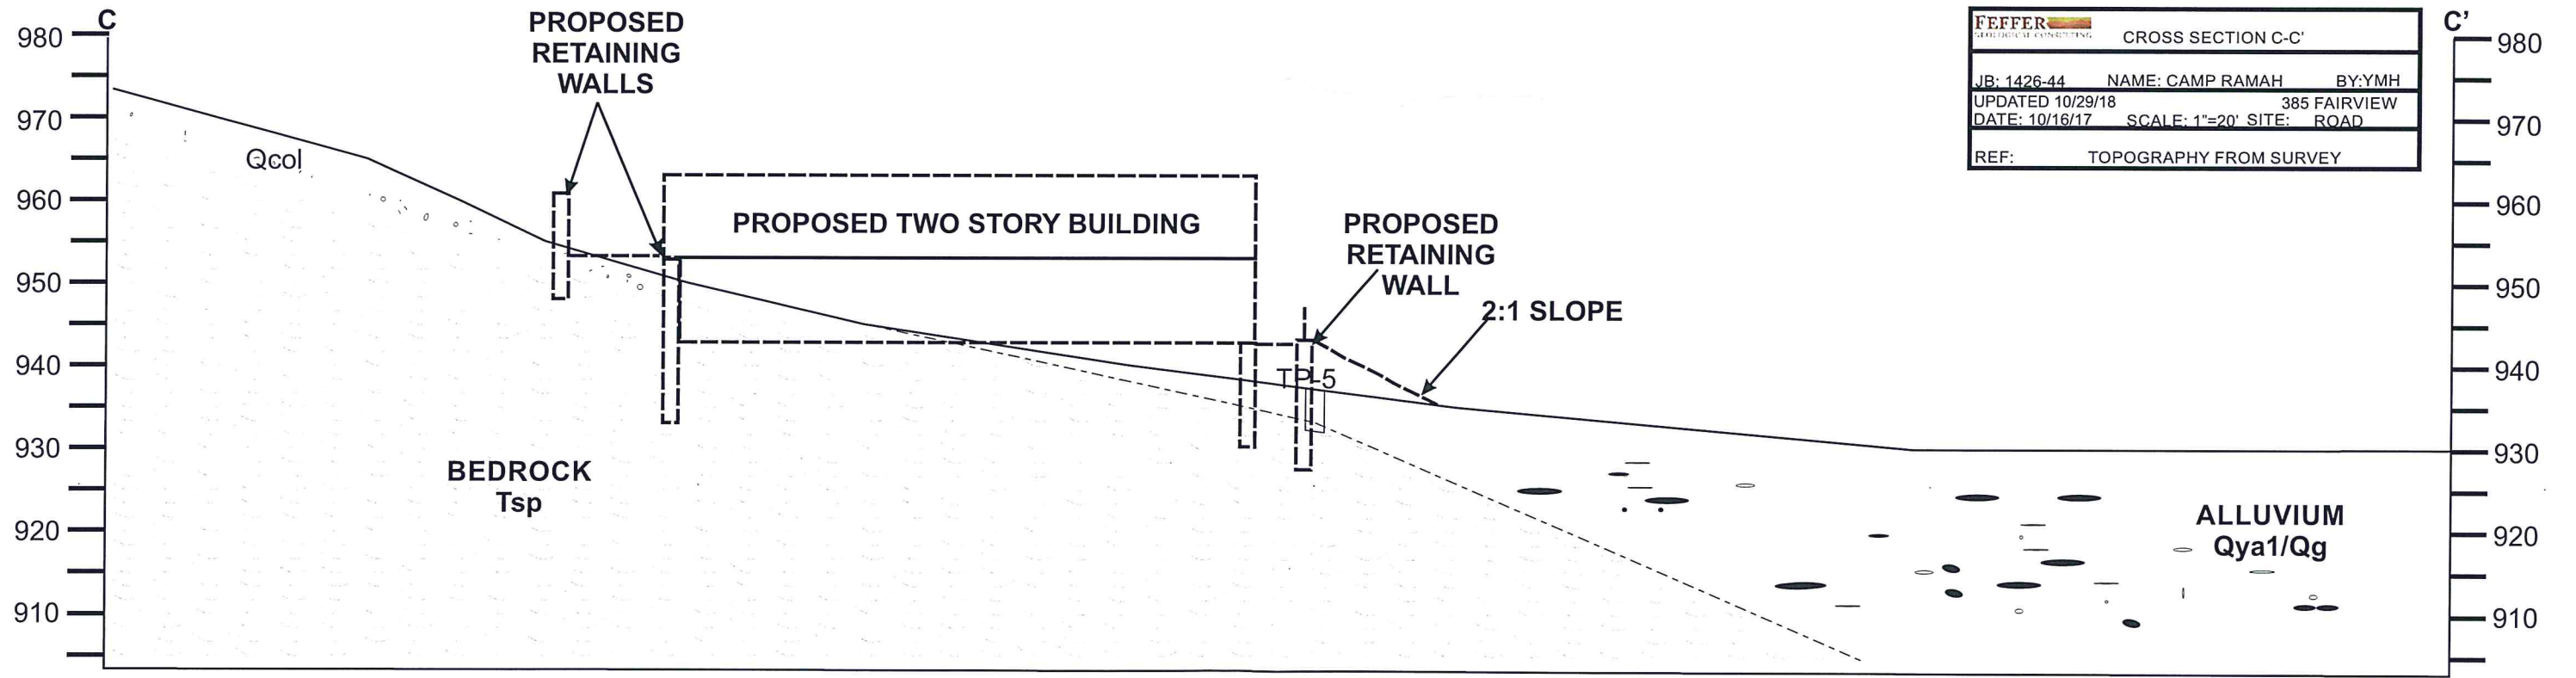 C
C'
980
970
960
950
940
930
920
910
PROPOSED
RETAINING
WALLS
Qcol
PROPOSED TWO STORY BUILDING
PROPOSED
RETAINING
WALL
2:1 SLOPE
TP-5
BEDROCK
Tsp
ALLUVIUM
Qya1/Qg
FEFFER
GEOLOGICAL CONSULTING
CROSS SECTION C-C'
JB: 1426-44 NAME: CAMP RAMAH BY:YMH
UPDATED 10/29/18 385 FAIRVIEW
DATE: 10/16/17 SCALE: 1"=20' SITE: ROAD
REF: TOPOGRAPHY FROM SURVEY
980
970
960
950
940
930
920
910